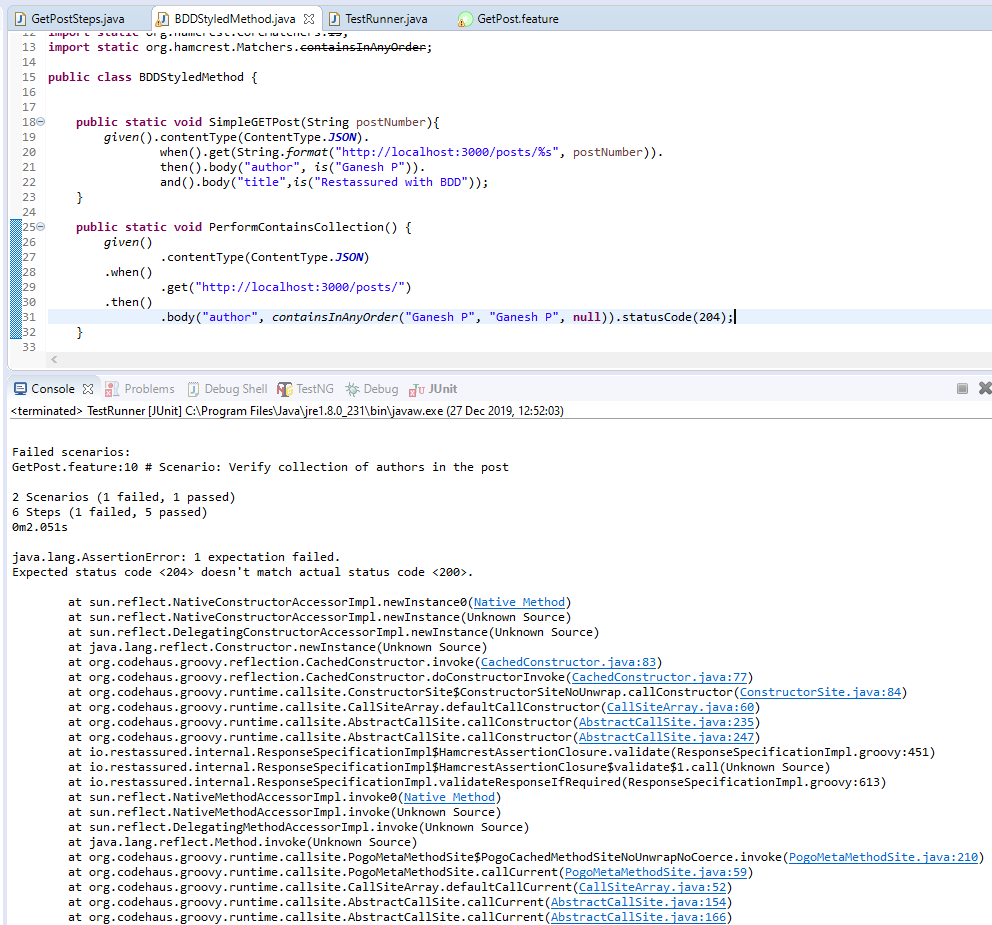 GetPostSteps.java BDDStyledMethod.java TestRunner.java GetPost.feature
12 import static org.hamcrest.CoreMatchers.is;
13 import static org.hamcrest.Matchers.containsInAnyOrder;
14
15 public class BDDStyledMethod {
16
17
18 public static void SimpleGETPost(String postNumber){
19 given().contentType(ContentType.JSON).
20 when().get(String.format("http://localhost:3000/posts/%s", postNumber)).
21 then().body("author", is("Ganesh P")).
22 and().body("title",is("Restassured with BDD"));
23 }
24
25 public static void PerformContainsCollection() {
26 given()
27 .contentType(ContentType.JSON)
28 .when()
29 .get("http://localhost:3000/posts/")
30 .then()
31 .body("author", containsInAnyOrder("Ganesh P", "Ganesh P", null)).statusCode(204);
32 }
33
Console Problems Debug Shell TestNG Debug JUnit
<terminated> TestRunner [JUnit] C:\Program Files\Java\jre1.8.0_231\bin\javaw.exe (27 Dec 2019, 12:52:03)
Failed scenarios:
GetPost.feature:10 # Scenario: Verify collection of authors in the post
2 Scenarios (1 failed, 1 passed)
6 Steps (1 failed, 5 passed)
0m2.051s
java.lang.AssertionError: 1 expectation failed.
Expected status code <204> doesn't match actual status code <200>.
at sun.reflect.NativeConstructorAccessorImpl.newInstance0(Native Method)
at sun.reflect.NativeConstructorAccessorImpl.newInstance(Unknown Source)
at sun.reflect.DelegatingConstructorAccessorImpl.newInstance(Unknown Source)
at java.lang.reflect.Constructor.newInstance(Unknown Source)
at org.codehaus.groovy.reflection.CachedConstructor.invoke(CachedConstructor.java:83)
at org.codehaus.groovy.reflection.CachedConstructor.doConstructorInvoke(CachedConstructor.java:77)
at org.codehaus.groovy.runtime.callsite.ConstructorSite$ConstructorSiteNoUnwrap.callConstructor(ConstructorSite.java:84)
at org.codehaus.groovy.runtime.callsite.CallSiteArray.defaultCallConstructor(CallSiteArray.java:60)
at org.codehaus.groovy.runtime.callsite.AbstractCallSite.callConstructor(AbstractCallSite.java:235)
at org.codehaus.groovy.runtime.callsite.AbstractCallSite.callConstructor(AbstractCallSite.java:247)
at io.restassured.internal.ResponseSpecificationImpl$HamcrestAssertionClosure.validate(ResponseSpecificationImpl.groovy:451)
at io.restassured.internal.ResponseSpecificationImpl$HamcrestAssertionClosure$validate$1.call(Unknown Source)
at io.restassured.internal.ResponseSpecificationImpl.validateResponseIfRequired(ResponseSpecificationImpl.groovy:613)
at sun.reflect.NativeMethodAccessorImpl.invoke0(Native Method)
at sun.reflect.NativeMethodAccessorImpl.invoke(Unknown Source)
at sun.reflect.DelegatingMethodAccessorImpl.invoke(Unknown Source)
at java.lang.reflect.Method.invoke(Unknown Source)
at org.codehaus.groovy.runtime.callsite.PogoMetaMethodSite$PogoCachedMethodSiteNoUnwrapNoCoerce.invoke(PogoMetaMethodSite.java:210)
at org.codehaus.groovy.runtime.callsite.PogoMetaMethodSite.callCurrent(PogoMetaMethodSite.java:59)
at org.codehaus.groovy.runtime.callsite.CallSiteArray.defaultCallCurrent(CallSiteArray.java:52)
at org.codehaus.groovy.runtime.callsite.AbstractCallSite.callCurrent(AbstractCallSite.java:154)
at org.codehaus.groovy.runtime.callsite.AbstractCallSite.callCurrent(AbstractCallSite.java:166)